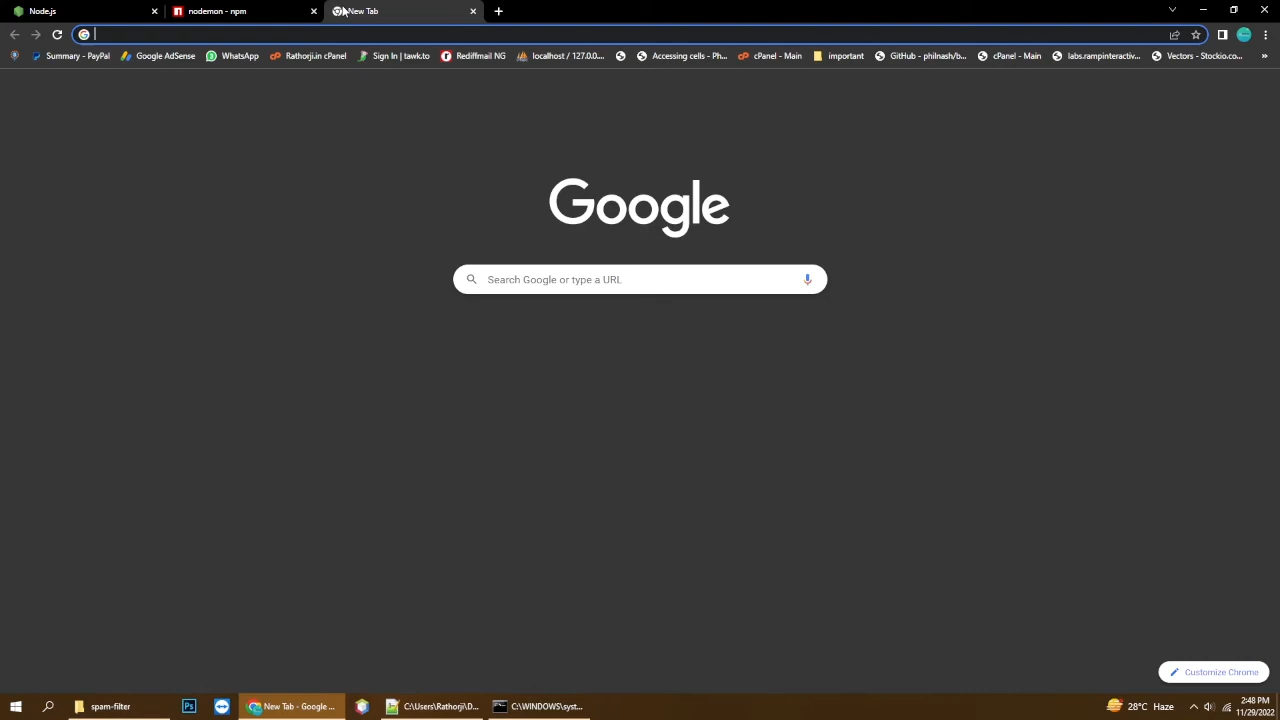 Node.js nodemon - npm New Tab
Summary - PayPal Google AdSense WhatsApp Rathorji.in cPanel Sign In | tawk.to Rediffmail NG localhost / 127.0.0... Accessing cells - Ph... cPanel - Main important GitHub - philnash/b... cPanel - Main labs.rampinteractiv... Vectors - Stockio.co... »
Google
Search Google or type a URL
Customize Chrome
spam-filter Ps New Tab - Google ... C:\Users\Rathorji\D... C:\WINDOWS\syst... 28°C Haze 2:48 PM
11/29/2022